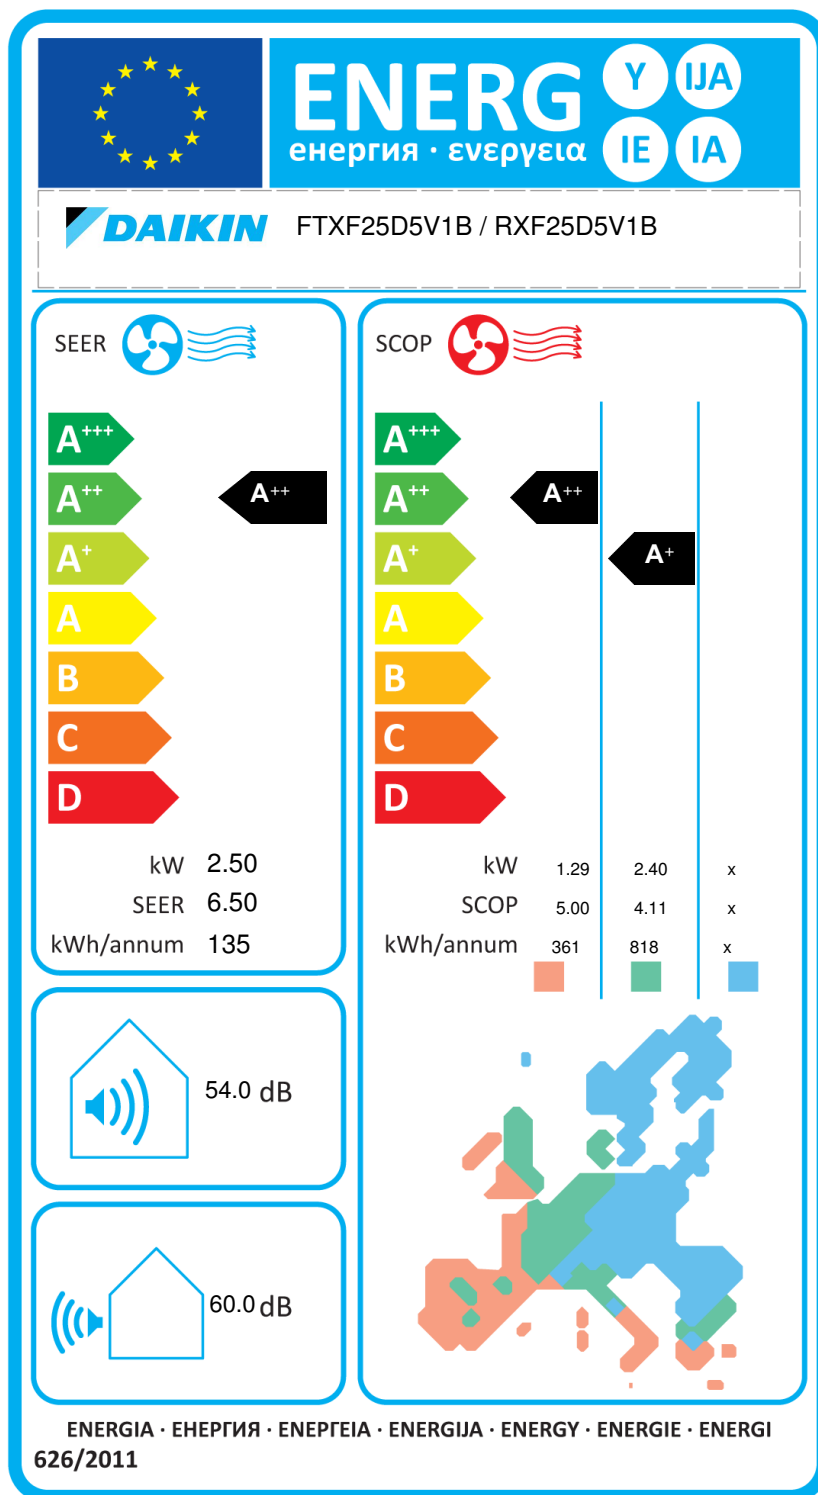 ENERG
Y IJA
IE IA
енергия · ενεργεια
DAIKIN
FTXF25D5V1B / RXF25D5V1B
SEER
A+++
A++
A++
A+
A
B
C
D
kW 2.50
SEER 6.50
kWh/annum 135
SCOP
A+++
A++
A++
A+
A+
A
B
C
D
kW 1.29 2.40 x
SCOP 5.00 4.11 x
kWh/annum 361 818 x
54.0 dB
60.0 dB
ENERGIA · ЕНЕРГИЯ · ΕΝΕΡΓΕΙΑ · ENERGIJA · ENERGY · ENERGIE · ENERGI
626/2011